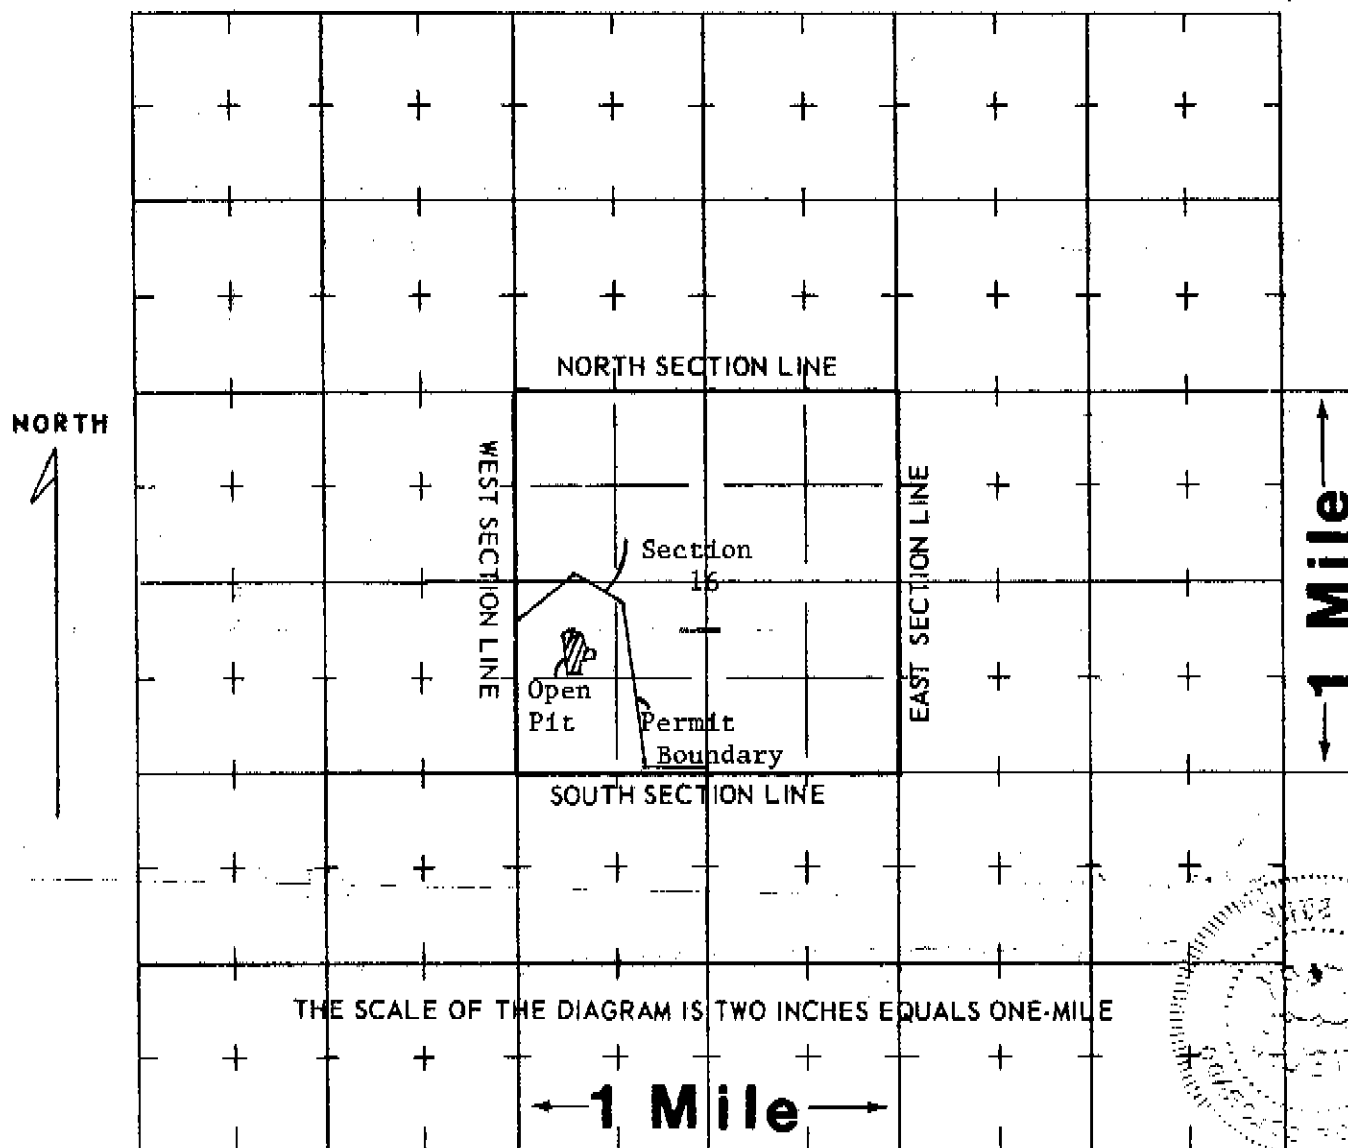 NORTH SECTION LINE
NORTH
WEST SECTION LINE
EAST SECTION LINE
1 Mile
Section
16
Open
Pit
Permit
Boundary
SOUTH SECTION LINE
THE SCALE OF THE DIAGRAM IS TWO INCHES EQUALS ONE-MILE
1 Mile